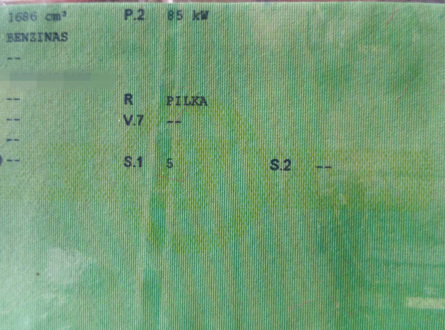 1686 cm³ P.2 85 kW
BENZINAS
--
-- R PILKA
-- V.7 --
--
-- S.1 5 S.2 --